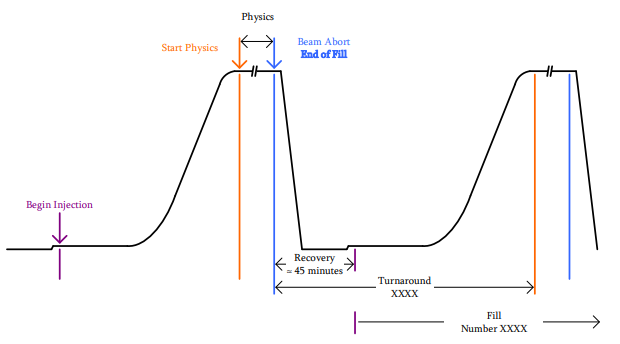 Physics
Start Physics
Beam Abort
End of Fill
Begin Injection
Recovery
≈ 45 minutes
Turnaround
XXXX
Fill
Number XXXX